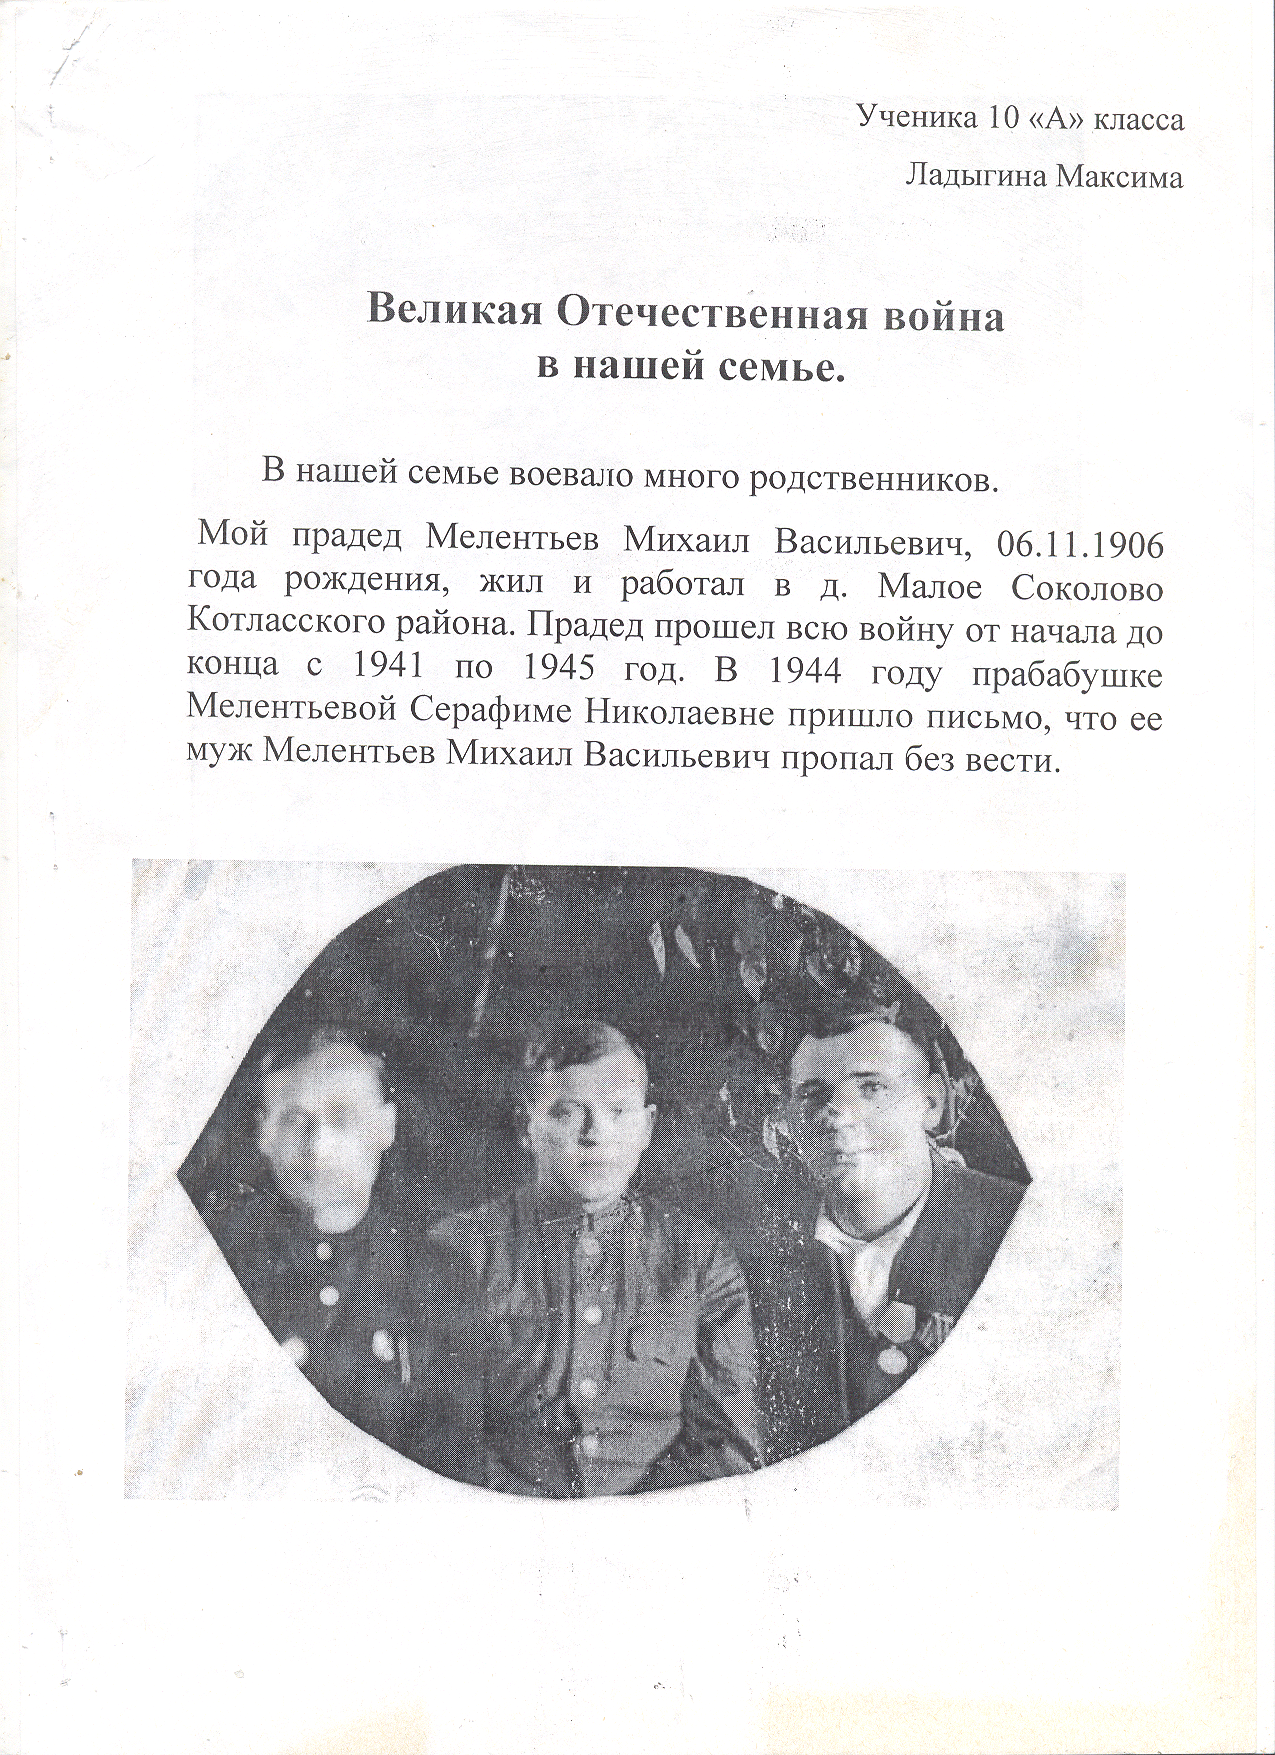 Ученика 10 «А» класса
Ладыгина Максима
Великая Отечественная война
в нашей семье.
В нашей семье воевало много родственников.
Мой прадед Мелентьев Михаил Васильевич, 06.11.1906
года рождения, жил и работал в д. Малое Соколово
Котласского района. Прадед прошел всю войну от начала до
конца с 1941 по 1945 год. В 1944 году прабабушке
Мелентьевой Серафиме Николаевне пришло письмо, что ее
муж Мелентьев Михаил Васильевич пропал без вести.